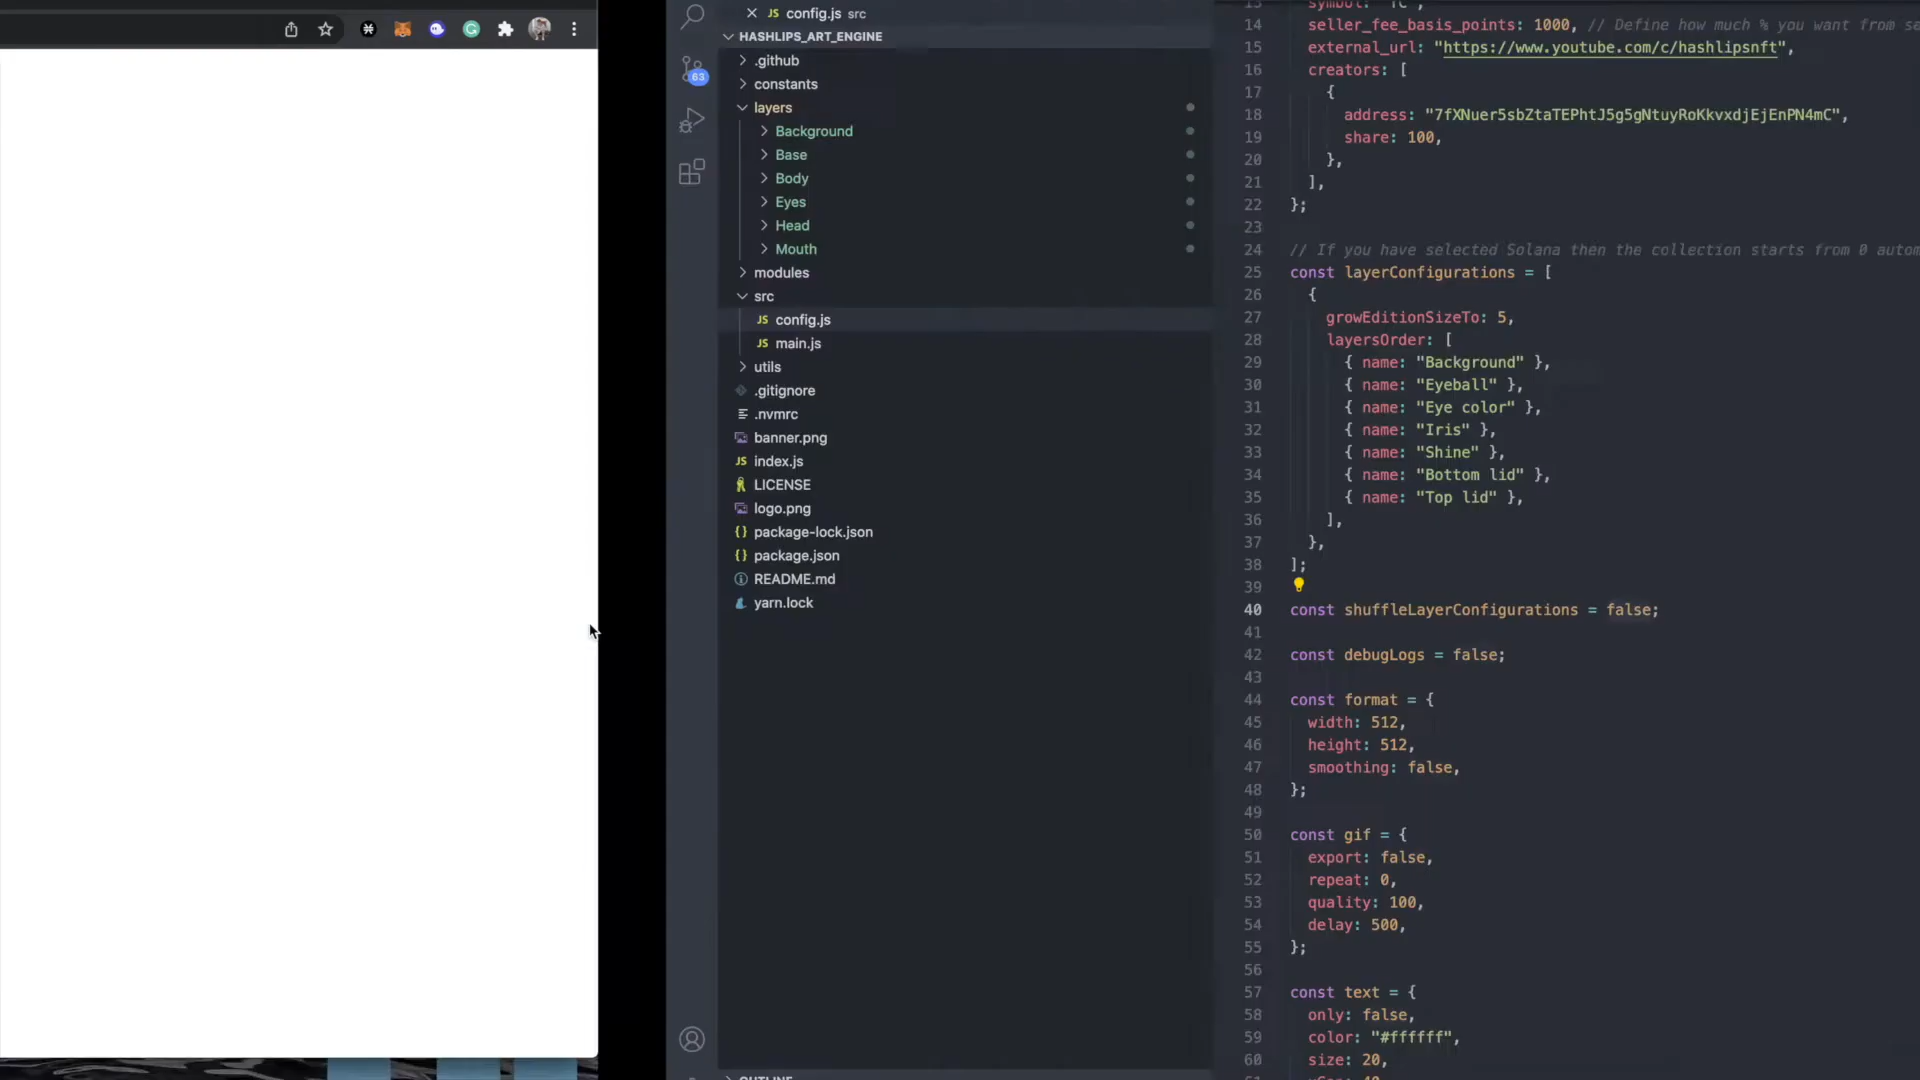 config.js src
HASHLIPS_ART_ENGINE
63
.github
constants
layers
Background
Base
Body
Eyes
Head
Mouth
modules
src
JS config.js
JS main.js
utils
.gitignore
.nvmrc
banner.png
JS index.js
LICENSE
logo.png
{} package-lock.json
{} package.json
README.md
yarn.lock
OUTLINE
13 symbol: "YC",
14 seller_fee_basis_points: 1000, // Define how much % you want from se
15 external_url: "https://www.youtube.com/c/hashlipsnft",
16 creators: [
17 {
18 address: "7fXNuer5sbZtaTEPhtJ5g5gNtuyRoKkvxdjEjEnPN4mC",
19 share: 100,
20 },
21 ],
22 };
23
24 // If you have selected Solana then the collection starts from 0 autom
25 const layerConfigurations = [
26 {
27 growEditionSizeTo: 5,
28 layersOrder: [
29 { name: "Background" },
30 { name: "Eyeball" },
31 { name: "Eye color" },
32 { name: "Iris" },
33 { name: "Shine" },
34 { name: "Bottom lid" },
35 { name: "Top lid" },
36 ],
37 },
38 ];
39
40 const shuffleLayerConfigurations = false;
41
42 const debugLogs = false;
43
44 const format = {
45 width: 512,
46 height: 512,
47 smoothing: false,
48 };
49
50 const gif = {
51 export: false,
52 repeat: 0,
53 quality: 100,
54 delay: 500,
55 };
56
57 const text = {
58 only: false,
59 color: "#ffffff",
60 size: 20,